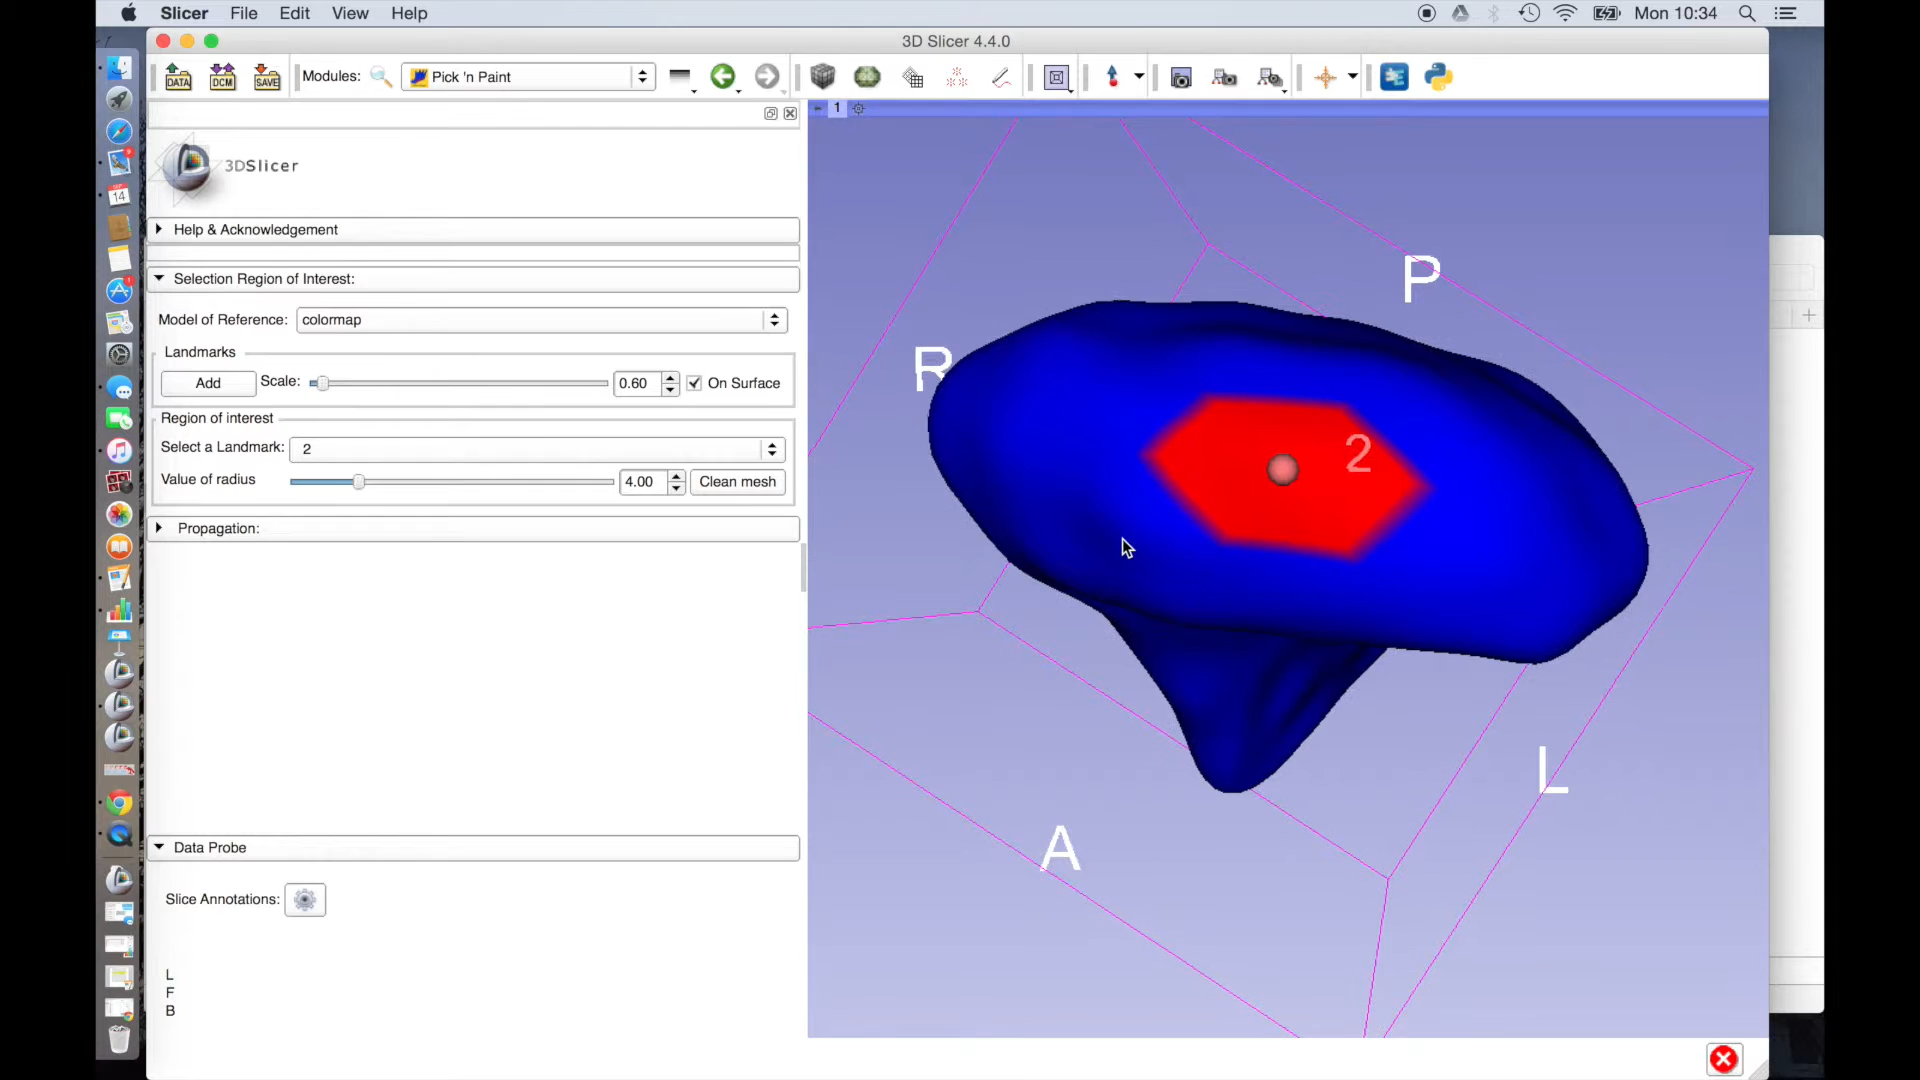 Slicer File Edit View Help Mon 10:34
3D Slicer 4.4.0
DATA DCM SAVE Modules: Pick 'n Paint
1
3DSlicer
Help & Acknowledgement
Selection Region of Interest:
Model of Reference: colormap
Landmarks
Add Scale: 0.60 On Surface
Region of interest
Select a Landmark: 2
Value of radius 4.00 Clean mesh
Propagation:
Data Probe
Slice Annotations:
L
F
B
P
R
2
L
A
14